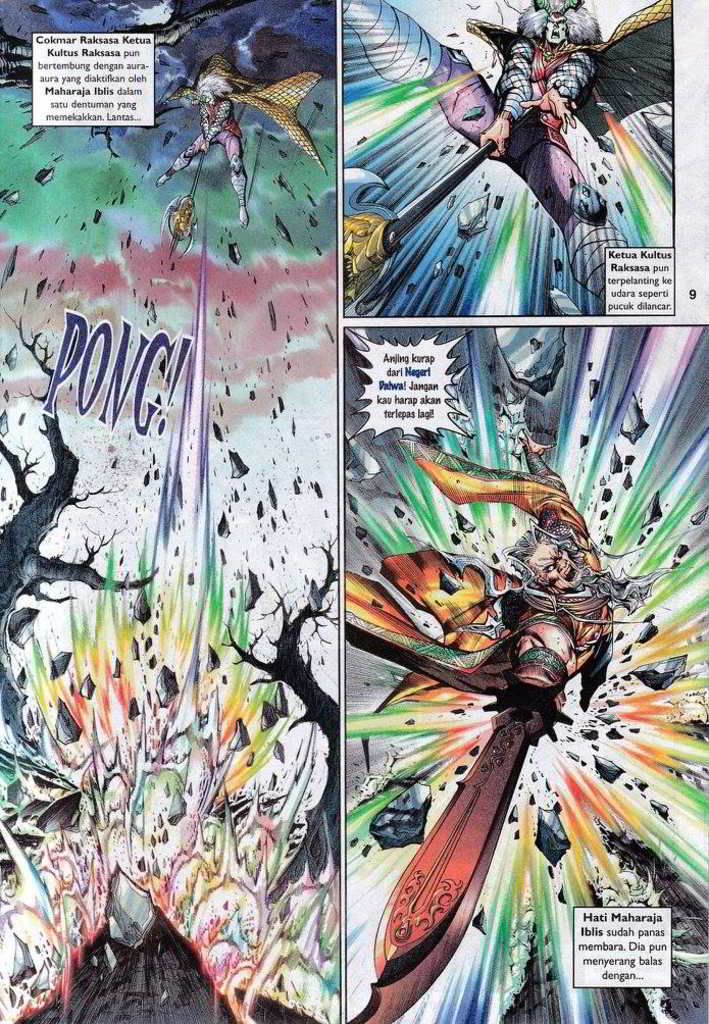 Cokmar Raksasa Ketua
Kultus Raksasa pun
bertembung dengan aura-
aura yang diaktifkan oleh
Maharaja Iblis dalam
satu dentuman yang
memekakkan. Lantas...
PONG!
Ketua Kultus
Raksasa pun
terpelanting ke
udara seperti
pucuk dilancar.
9
Anjing kurap
dari Negeri
Daiwa! Jangan
kau harap akan
terlepas lagi!
Hati Maharaja
Iblis sudah panas
membara. Dia pun
menyerang balas
dengan...